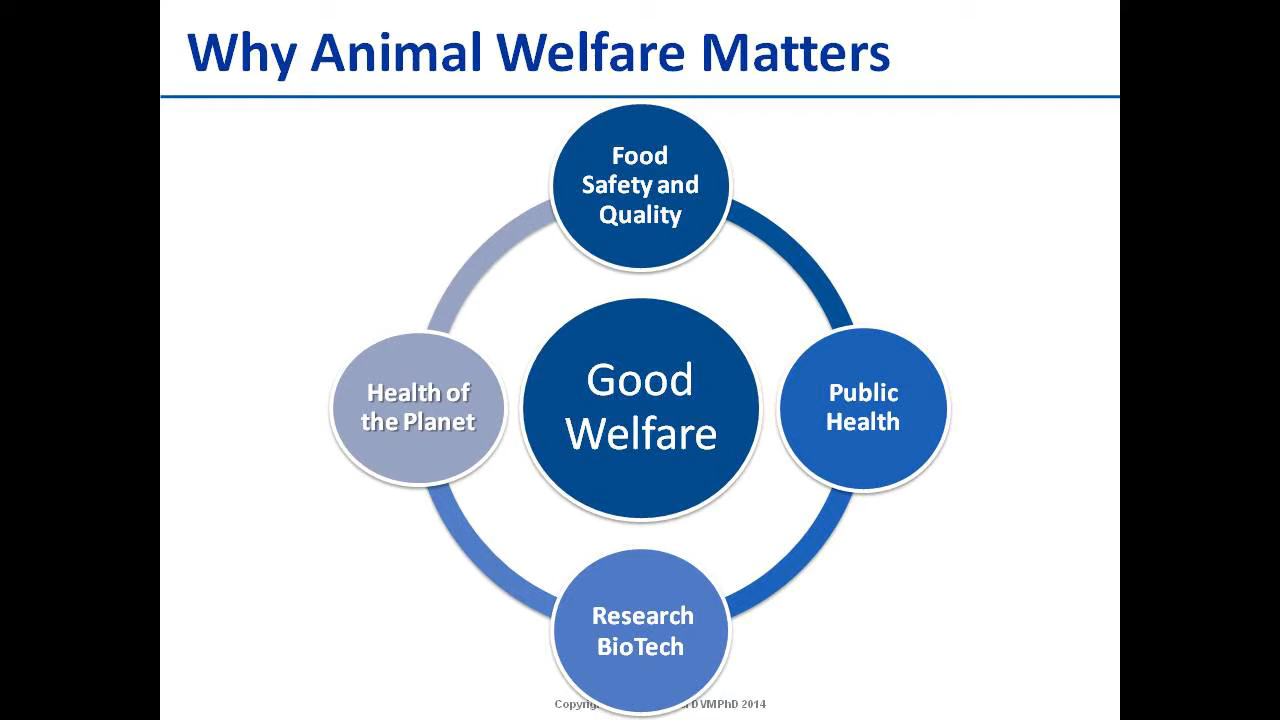 Why Animal Welfare Matters
Food
Safety and
Quality
Good
Welfare
Health of
the Planet
Public
Health
Research
BioTech
DVMPhD 2014